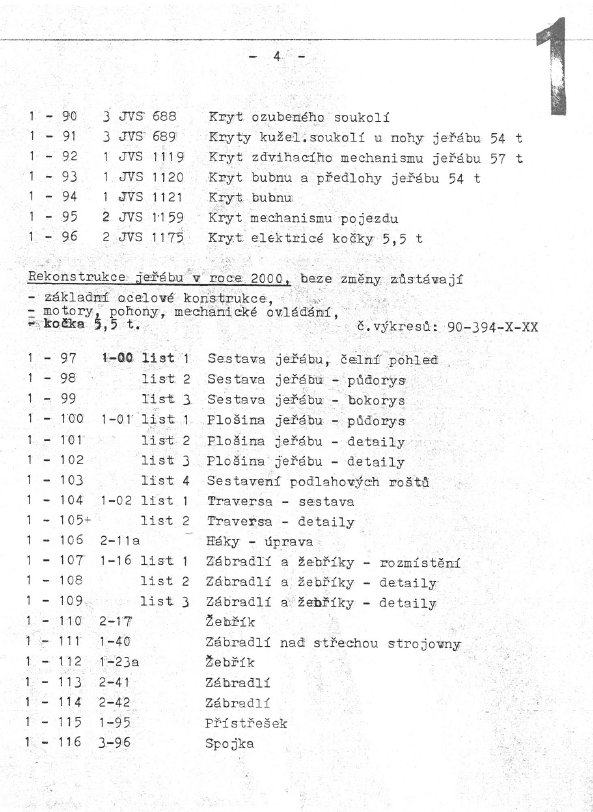 1
- 4 -
1 - 90 3 JVS 688 Kryt ozubeného soukolí
1 - 91 3 JVS 689 Kryty kužel.soukolí u nohy jeřábu 54 t
1 - 92 1 JVS 1119 Kryt zdvihacího mechanismu jeřábu 57 t
1 - 93 1 JVS 1120 Kryt bubnu a předlohy jeřábu 54 t
1 - 94 1 JVS 1121 Kryt bubnu
1 - 95 2 JVS 1159 Kryt mechanismu pojezdu
1 - 96 2 JVS 1175 Kryt elektricé kočky 5,5 t
Rekonstrukce jeřábu v roce 2000, beze změny zůstávají
- základní ocelové konstrukce,
- motory, pohony, mechanické ovládání,
- kočka 5,5 t. č.výkresů: 90-394-X-XX
1 - 97 1-00 list 1 Sestava jeřábu, čelní pohled
1 - 98 list 2 Sestava jeřábu - půdorys
1 - 99 list 3 Sestava jeřábu - bokorys
1 - 100 1-01 list 1 Plošina jeřábu - půdorys
1 - 101 list 2 Plošina jeřábu - detaily
1 - 102 list 3 Plošina jeřábu - detaily
1 - 103 list 4 Sestavení podlahových roštů
1 - 104 1-02 list 1 Traversa - sestava
1 - 105+ list 2 Traversa - detaily
1 - 106 2-11a Háky - úprava
1 - 107 1-16 list 1 Zábradlí a žebříky - rozmístění
1 - 108 list 2 Zábradlí a žebříky - detaily
1 - 109 list 3 Zábradlí a žebříky - detaily
1 - 110 2-17 Žebřík
1 - 111 1-40 Zábradlí nad střechou strojovny
1 - 112 1-23a Žebřík
1 - 113 2-41 Zábradlí
1 - 114 2-42 Zábradlí
1 - 115 1-95 Přístřešek
1 - 116 3-96 Spojka